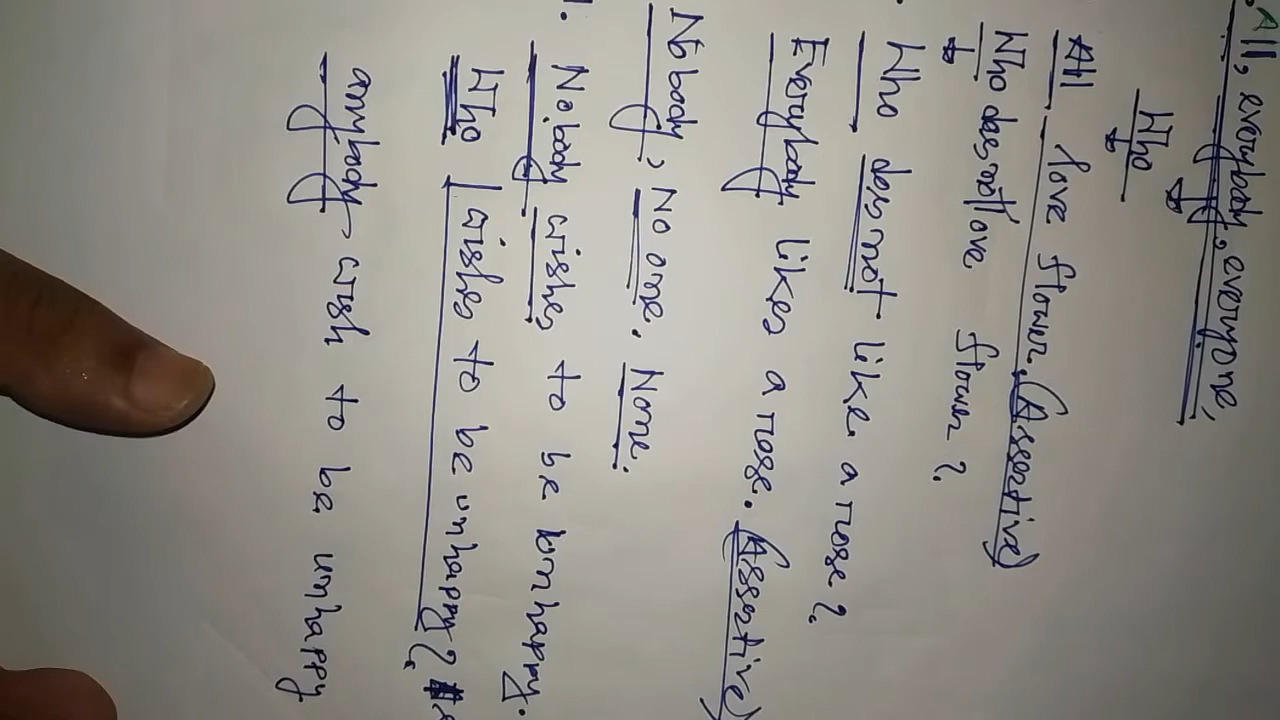 All, everybody, everyone,
Who
All love flower. (Assertive)
Who does not love flower?
Who does not like a rose?
Everybody likes a rose. (Assertive)
Nobody, No one. None.
Nobody wishes to be unhappy.
Who wishes to be unhappy?
anybody wish to be unhappy